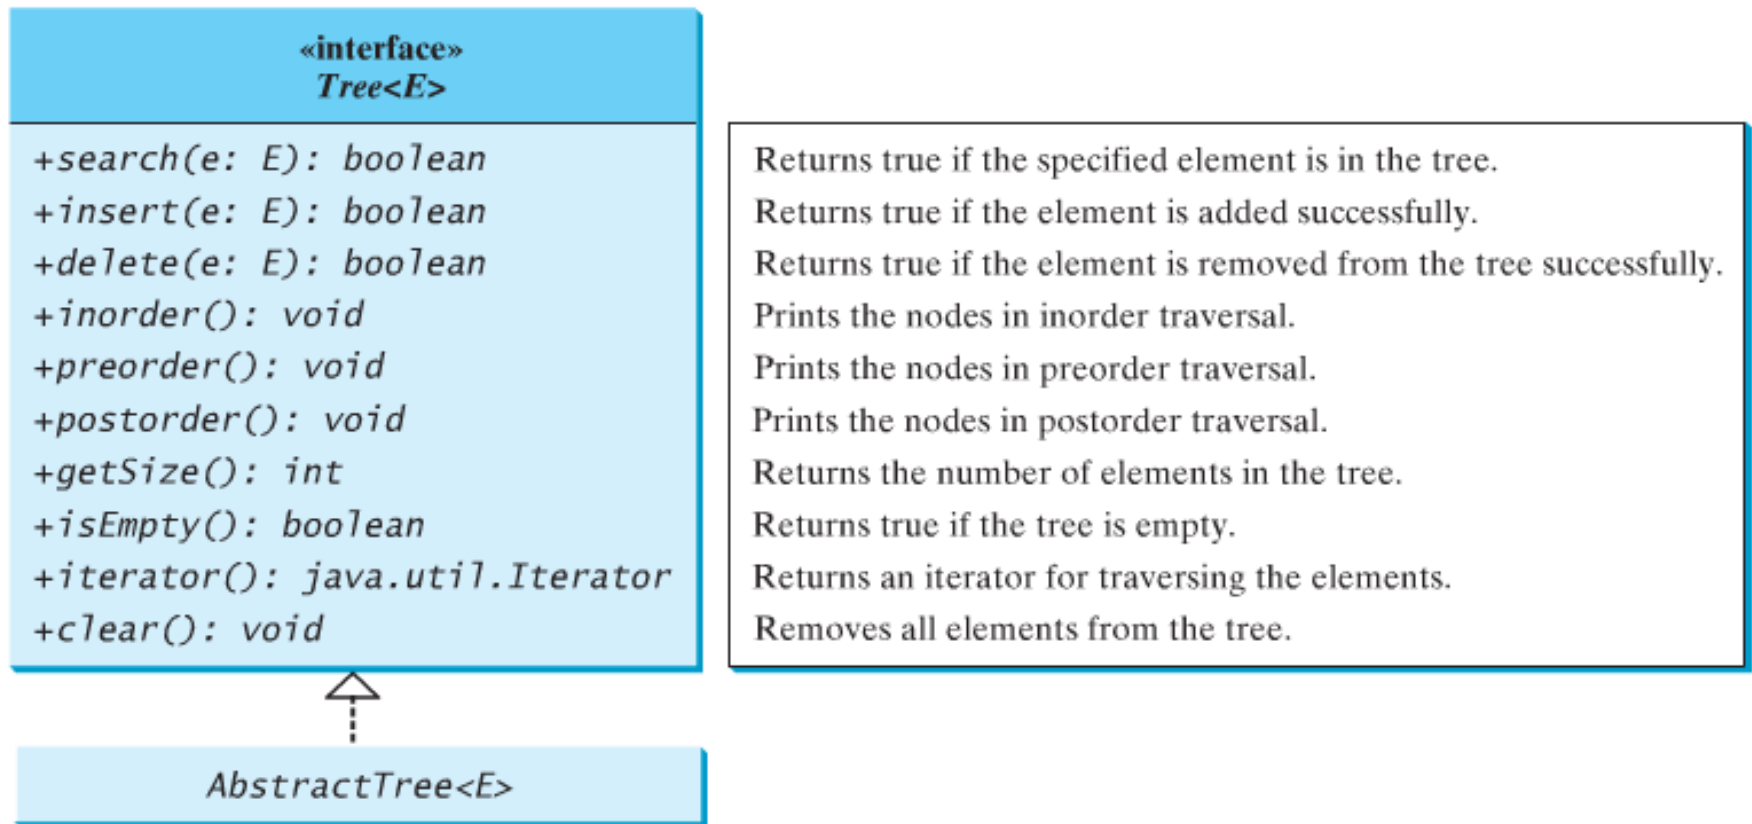 «interface»
Tree<E>
+search(e: E): boolean
+insert(e: E): boolean
+delete(e: E): boolean
+inorder(): void
+preorder(): void
+postorder(): void
+getSize(): int
+isEmpty(): boolean
+iterator(): java.util.Iterator
+clear(): void
Returns true if the specified element is in the tree.
Returns true if the element is added successfully.
Returns true if the element is removed from the tree successfully.
Prints the nodes in inorder traversal.
Prints the nodes in preorder traversal.
Prints the nodes in postorder traversal.
Returns the number of elements in the tree.
Returns true if the tree is empty.
Returns an iterator for traversing the elements.
Removes all elements from the tree.
AbstractTree<E>